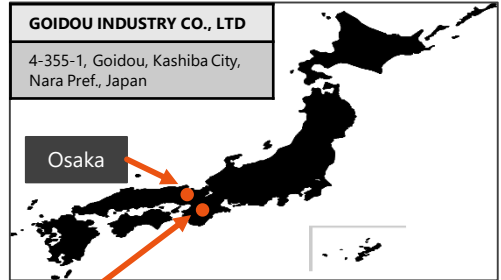 GOIDOU INDUSTRY CO., LTD
4-355-1, Goidou, Kashiba City,
Nara Pref., Japan
Osaka